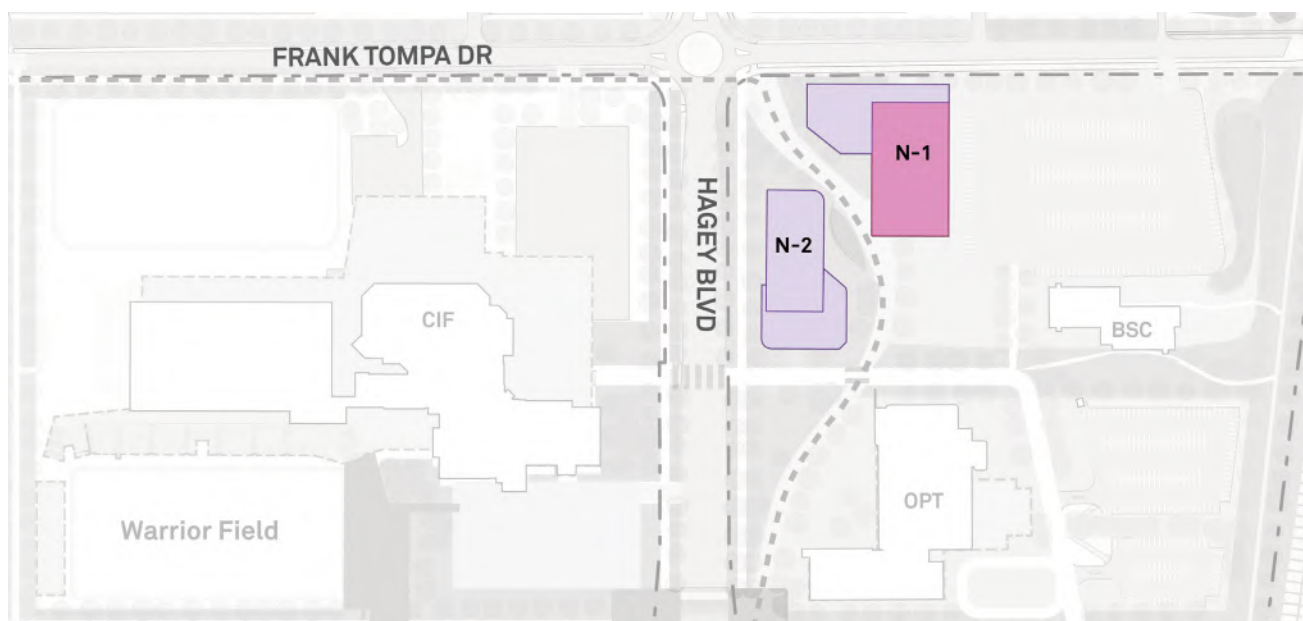 FRANK TOMPA DR
N-1
HAGEY BLVD
N-2
CIF
BSC
OPT
Warrior Field